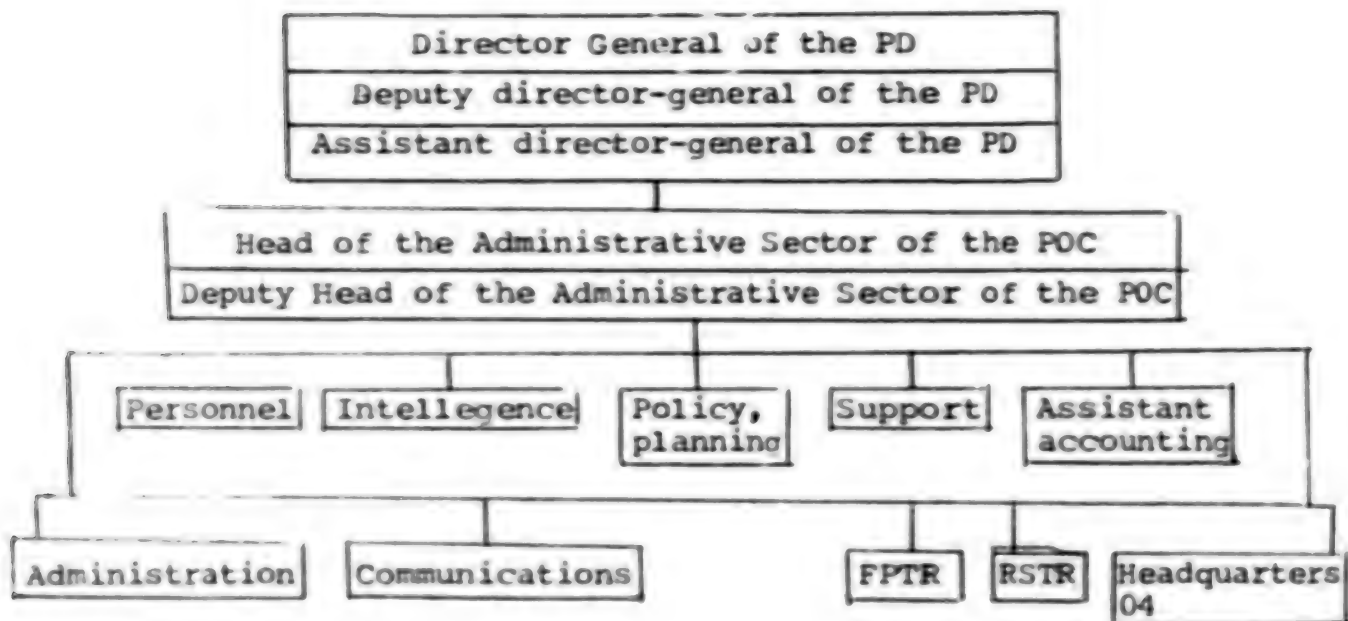 Director General of the PD
Deputy director-general of the PD
Assistant director-general of the PD
Head of the Administrative Sector of the POC
Deputy Head of the Administrative Sector of the POC
Personnel
Intellegence
Policy,
planning
Support
Assistant
accounting
Administration
Communications
FPTR
RSTR
Headquarters
04